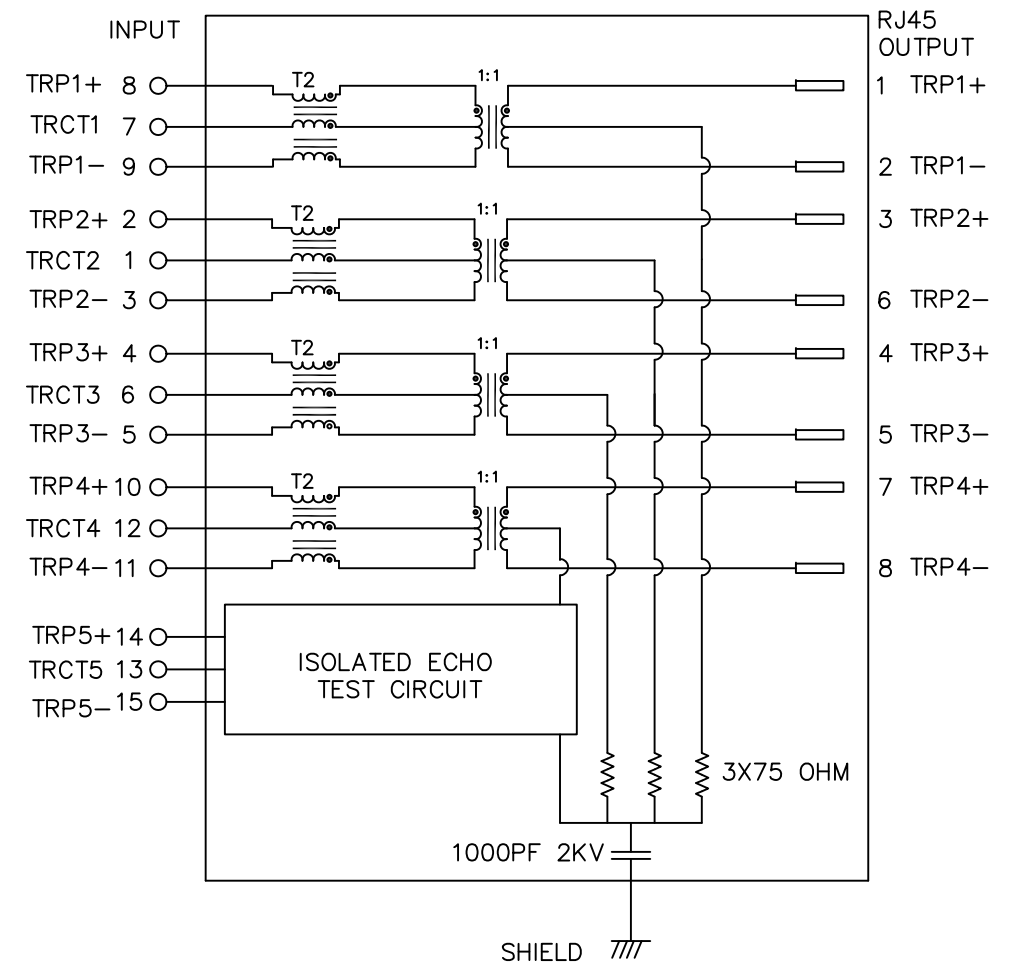 INPUT
RJ45
OUTPUT
TRP1+ 8 T2 1:1 1 TRP1+
TRCT1 7
TRP1- 9 2 TRP1-
TRP2+ 2 T2 1:1 3 TRP2+
TRCT2 1
TRP2- 3 6 TRP2-
TRP3+ 4 T2 1:1 4 TRP3+
TRCT3 6
TRP3- 5 5 TRP3-
TRP4+ 10 T2 1:1 7 TRP4+
TRCT4 12
TRP4- 11 8 TRP4-
TRP5+ 14
TRCT5 13
TRP5- 15
ISOLATED ECHO
TEST CIRCUIT
3X75 OHM
1000PF 2KV
SHIELD